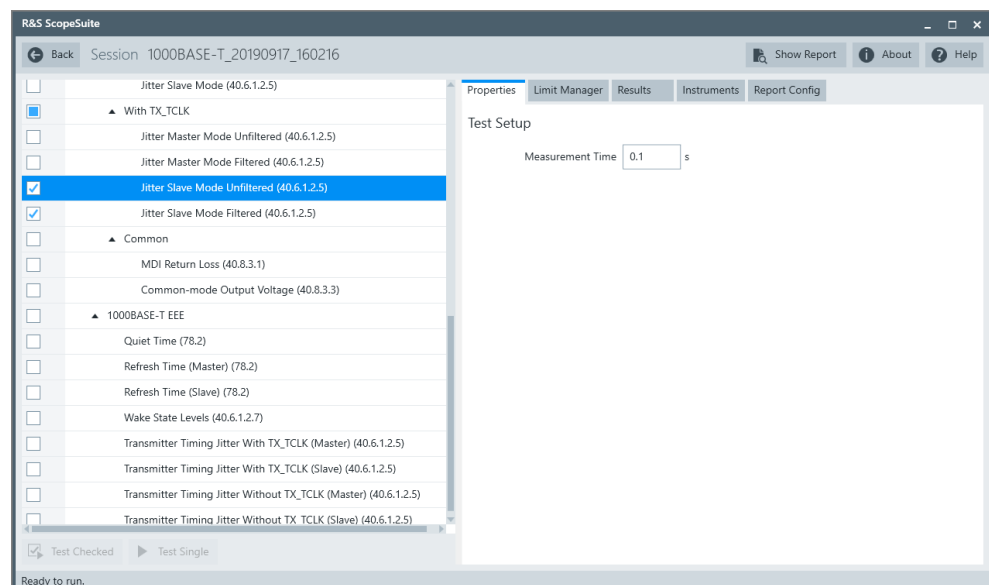 R&S ScopeSuite
Back Session 1000BASE-T_20190917_160216 Show Report About Help
Jitter Slave Mode (40.6.1.2.5)
With TX_TCLK
Jitter Master Mode Unfiltered (40.6.1.2.5)
Jitter Master Mode Filtered (40.6.1.2.5)
Jitter Slave Mode Unfiltered (40.6.1.2.5)
Jitter Slave Mode Filtered (40.6.1.2.5)
Common
MDI Return Loss (40.8.3.1)
Common-mode Output Voltage (40.8.3.3)
1000BASE-T EEE
Quiet Time (78.2)
Refresh Time (Master) (78.2)
Refresh Time (Slave) (78.2)
Wake State Levels (40.6.1.2.7)
Transmitter Timing Jitter With TX_TCLK (Master) (40.6.1.2.5)
Transmitter Timing Jitter With TX_TCLK (Slave) (40.6.1.2.5)
Transmitter Timing Jitter Without TX_TCLK (Master) (40.6.1.2.5)
Transmitter Timing Jitter Without TX_TCLK (Slave) (40.6.1.2.5)
Test Checked Test Single
Properties Limit Manager Results Instruments Report Config
Test Setup
Measurement Time 0.1 s
Ready to run.